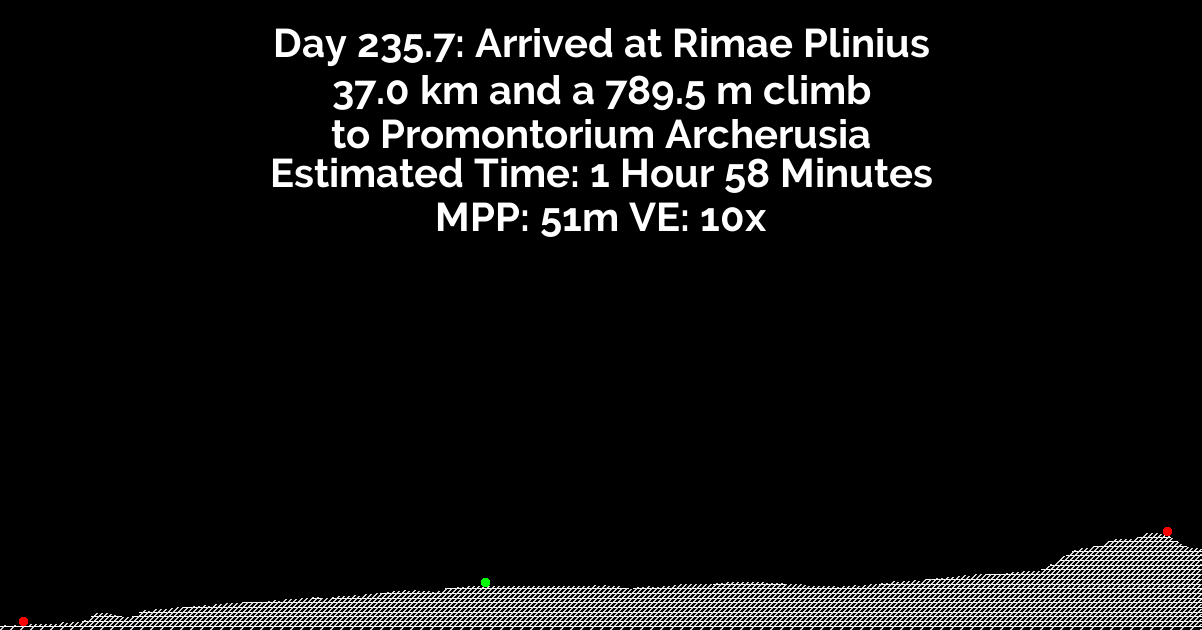 Day 235.7: Arrived at Rimae Plinius
37.0 km and a 789.5 m climb
to Promontorium Archerusia
Estimated Time: 1 Hour 58 Minutes
MPP: 51m VE: 10x